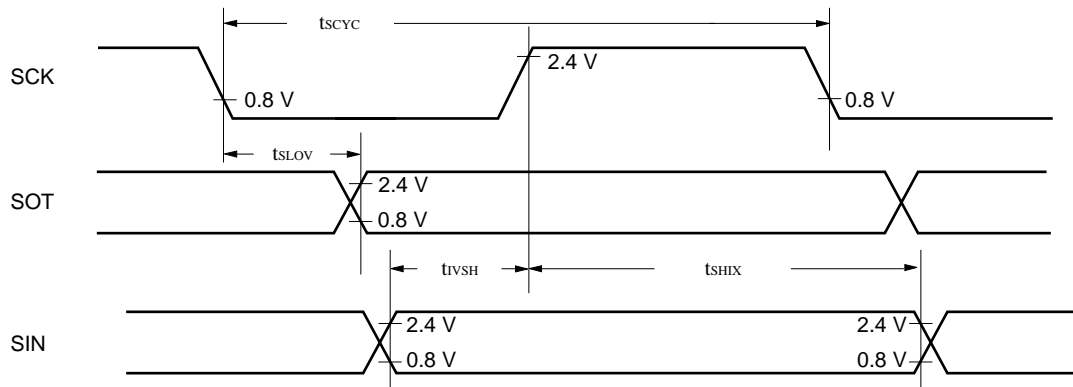 tSCYC
SCK
2.4 V
0.8 V
0.8 V
tSLOV
SOT
2.4 V
0.8 V
tIVSH
tSHIX
SIN
2.4 V
2.4 V
0.8 V
0.8 V